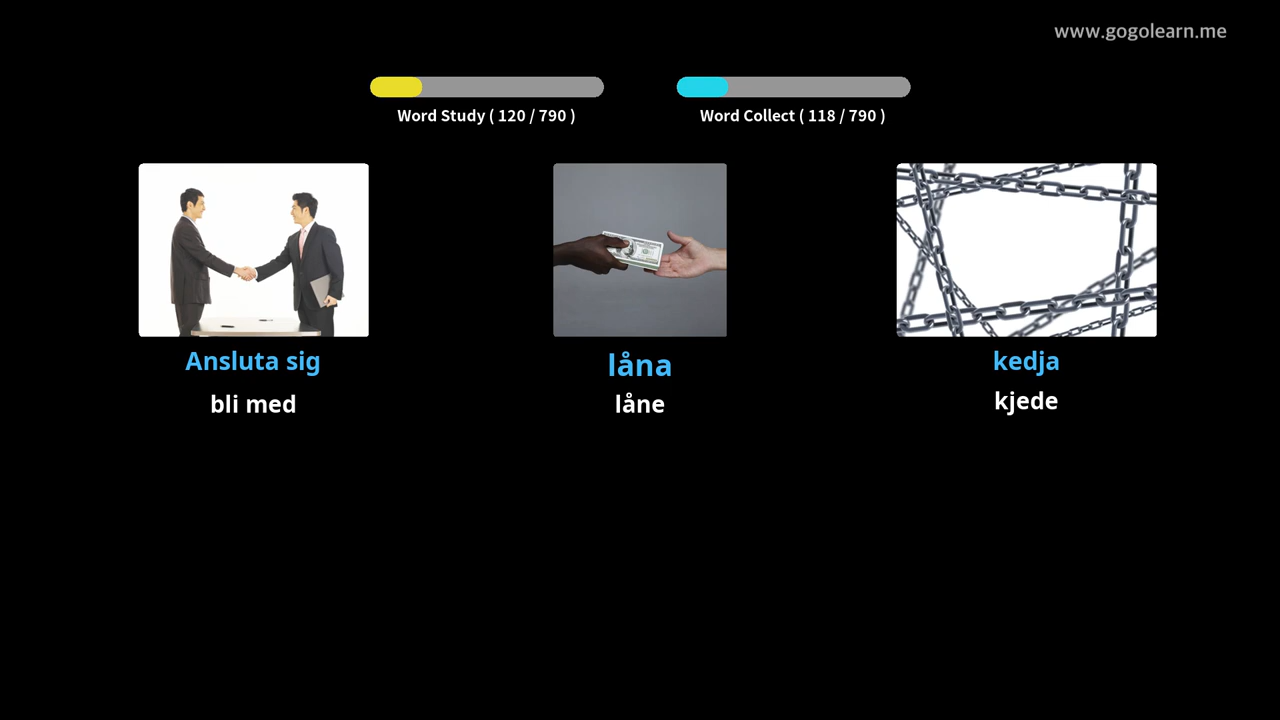 www.gogolearn.me
Word Study ( 120 / 790 )
Word Collect ( 118 / 790 )
Ansluta sig
låna
kedja
bli med
låne
kjede